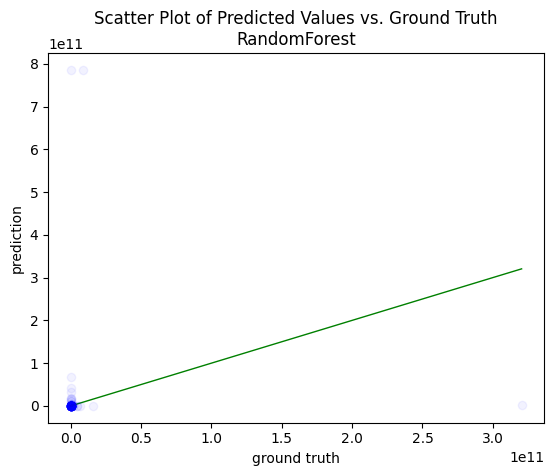 Scatter Plot of Predicted Values vs. Ground Truth
RandomForest
1e11
8
7
6
5
4
3
2
1
0
prediction
0.0 0.5 1.0 1.5 2.0 2.5 3.0
1e11
ground truth